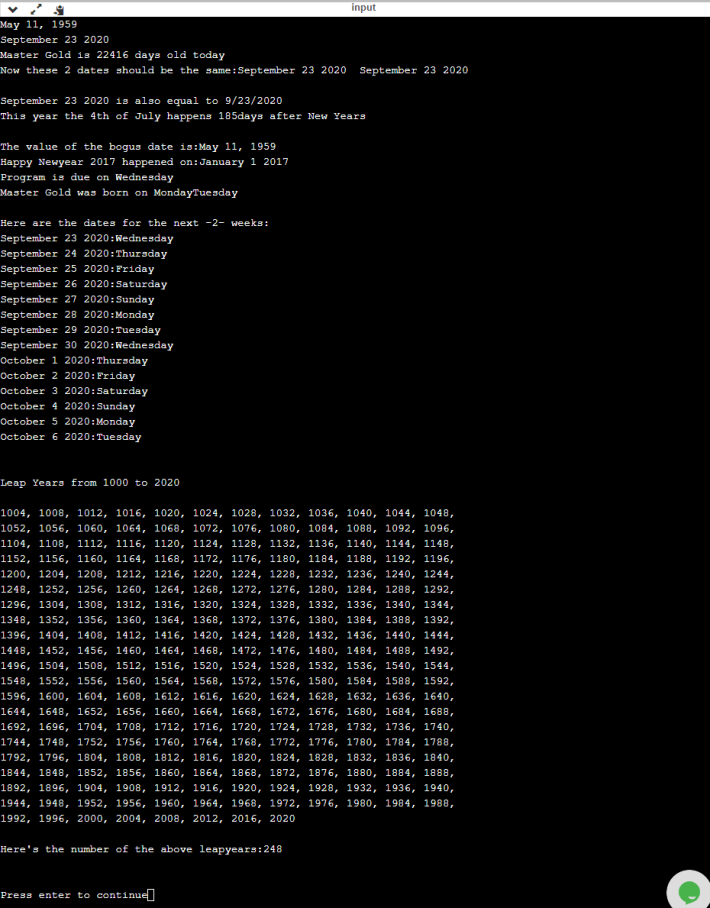 input
May 11, 1959
September 23 2020
Master Gold is 22416 days old today
Now these 2 dates should be the same:September 23 2020  September 23 2020
September 23 2020 is also equal to 9/23/2020
This year the 4th of July happens 185days after New Years
The value of the bogus date is:May 11, 1959
Happy Newyear 2017 happened on:January 1 2017
Program is due on Wednesday
Master Gold was born on MondayTuesday
Here are the dates for the next -2- weeks:
September 23 2020:Wednesday
September 24 2020:Thursday
September 25 2020:Friday
September 26 2020:Saturday
September 27 2020:Sunday
September 28 2020:Monday
September 29 2020:Tuesday
September 30 2020:Wednesday
October 1 2020:Thursday
October 2 2020:Friday
October 3 2020:Saturday
October 4 2020:Sunday
October 5 2020:Monday
October 6 2020:Tuesday
Leap Years from 1000 to 2020
1004, 1008, 1012, 1016, 1020, 1024, 1028, 1032, 1036, 1040, 1044, 1048,
1052, 1056, 1060, 1064, 1068, 1072, 1076, 1080, 1084, 1088, 1092, 1096,
1104, 1108, 1112, 1116, 1120, 1124, 1128, 1132, 1136, 1140, 1144, 1148,
1152, 1156, 1160, 1164, 1168, 1172, 1176, 1180, 1184, 1188, 1192, 1196,
1200, 1204, 1208, 1212, 1216, 1220, 1224, 1228, 1232, 1236, 1240, 1244,
1248, 1252, 1256, 1260, 1264, 1268, 1272, 1276, 1280, 1284, 1288, 1292,
1296, 1304, 1308, 1312, 1316, 1320, 1324, 1328, 1332, 1336, 1340, 1344,
1348, 1352, 1356, 1360, 1364, 1368, 1372, 1376, 1380, 1384, 1388, 1392,
1396, 1404, 1408, 1412, 1416, 1420, 1424, 1428, 1432, 1436, 1440, 1444,
1448, 1452, 1456, 1460, 1464, 1468, 1472, 1476, 1480, 1484, 1488, 1492,
1496, 1504, 1508, 1512, 1516, 1520, 1524, 1528, 1532, 1536, 1540, 1544,
1548, 1552, 1556, 1560, 1564, 1568, 1572, 1576, 1580, 1584, 1588, 1592,
1596, 1600, 1604, 1608, 1612, 1616, 1620, 1624, 1628, 1632, 1636, 1640,
1644, 1648, 1652, 1656, 1660, 1664, 1668, 1672, 1676, 1680, 1684, 1688,
1692, 1696, 1704, 1708, 1712, 1716, 1720, 1724, 1728, 1732, 1736, 1740,
1744, 1748, 1752, 1756, 1760, 1764, 1768, 1772, 1776, 1780, 1784, 1788,
1792, 1796, 1804, 1808, 1812, 1816, 1820, 1824, 1828, 1832, 1836, 1840,
1844, 1848, 1852, 1856, 1860, 1864, 1868, 1872, 1876, 1880, 1884, 1888,
1892, 1896, 1904, 1908, 1912, 1916, 1920, 1924, 1928, 1932, 1936, 1940,
1944, 1948, 1952, 1956, 1960, 1964, 1968, 1972, 1976, 1980, 1984, 1988,
1992, 1996, 2000, 2004, 2008, 2012, 2016, 2020
Here's the number of the above leapyears:248
Press enter to continue